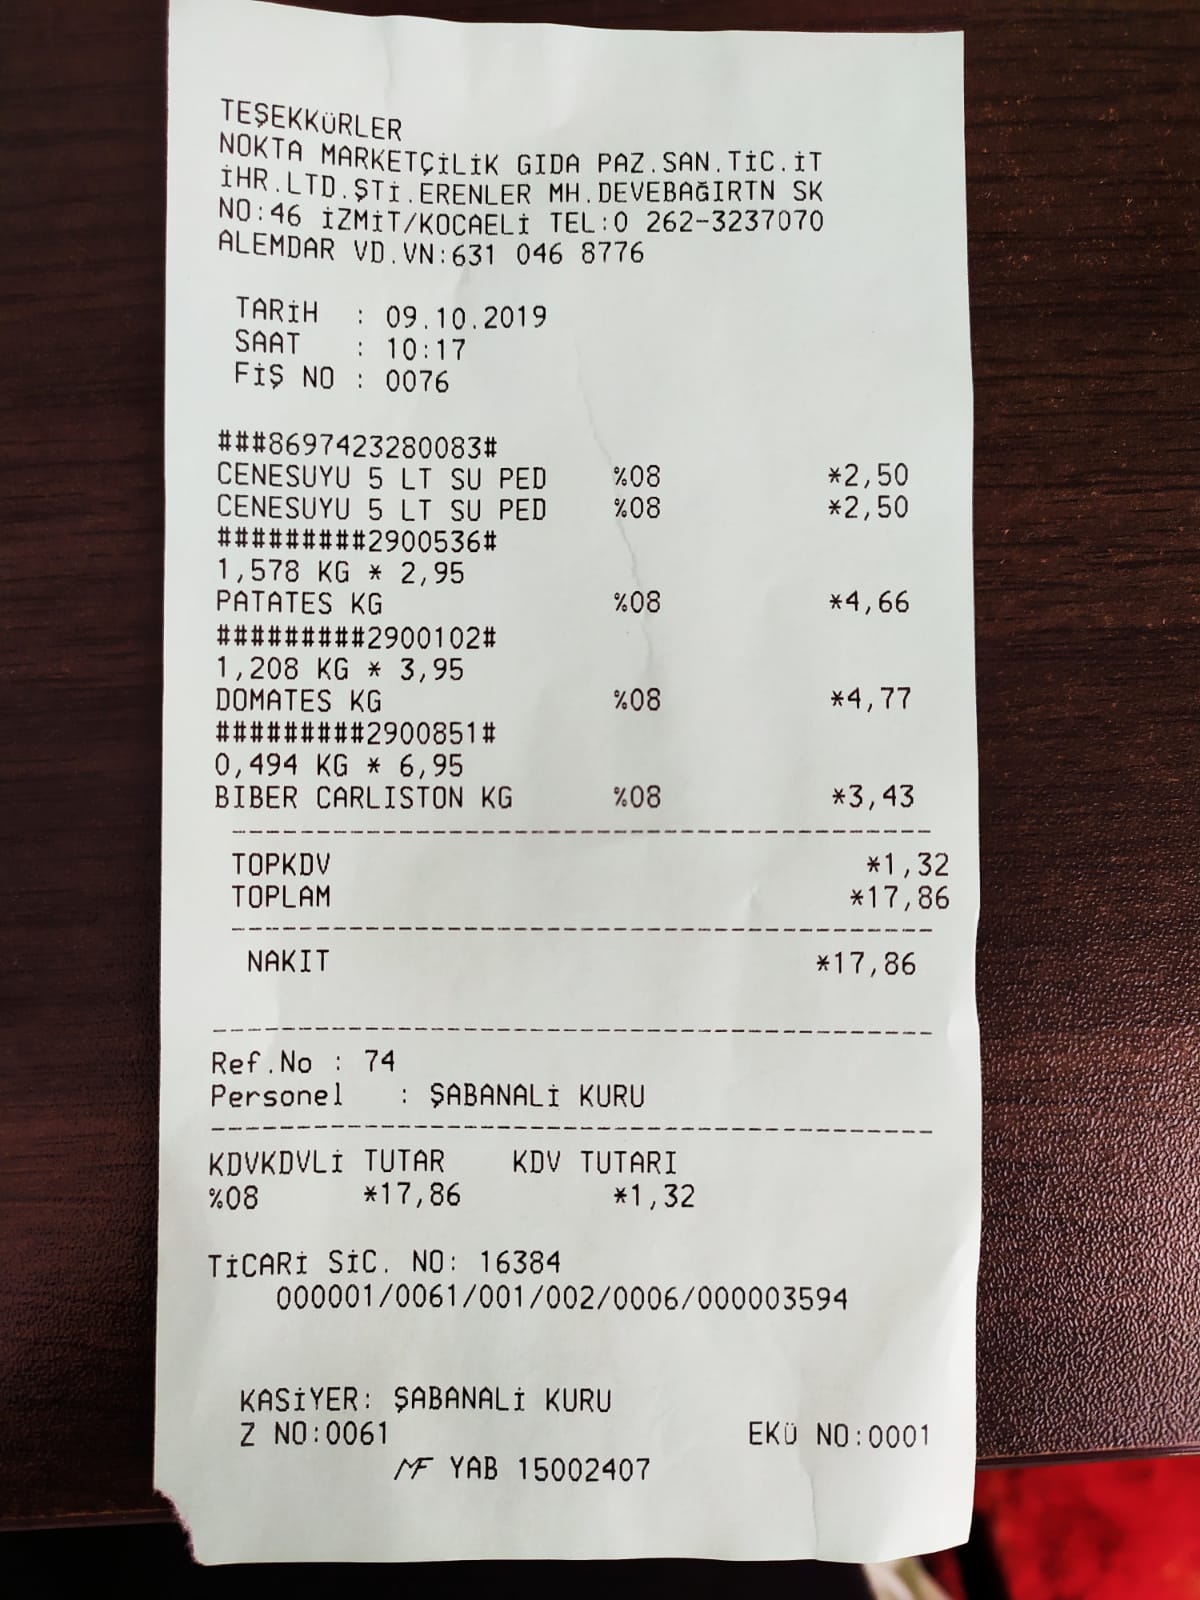 TEŞEKKÜRLER
NOKTA MARKETÇİLİK GIDA PAZ.SAN.TİC.İT
İHR.LTD.ŞTİ.ERENLER MH.DEVEBAĞIRTN SK
NO:46 İZMİT/KOCAELİ TEL:0 262-3237070
ALEMDAR VD.VN:631 046 8776
TARİH : 09.10.2019
SAAT : 10:17
FİŞ NO : 0076
###8697423280083#
CENESUYU 5 LT SU PED %08 *2,50
CENESUYU 5 LT SU PED %08 *2,50
#########2900536#
1,578 KG * 2,95
PATATES KG %08 *4,66
#########2900102#
1,208 KG * 3,95
DOMATES KG %08 *4,77
#########2900851#
0,494 KG * 6,95
BIBER CARLISTON KG %08 *3,43
TOPKDV *1,32
TOPLAM *17,86
NAKIT *17,86
Ref.No : 74
Personel : ŞABANALİ KURU
KDVKDVLİ TUTAR KDV TUTARI
%08 *17,86 *1,32
TİCARİ SİC. NO: 16384
000001/0061/001/002/0006/000003594
KASİYER: ŞABANALİ KURU
Z NO:0061 EKÜ NO:0001
MF YAB 15002407